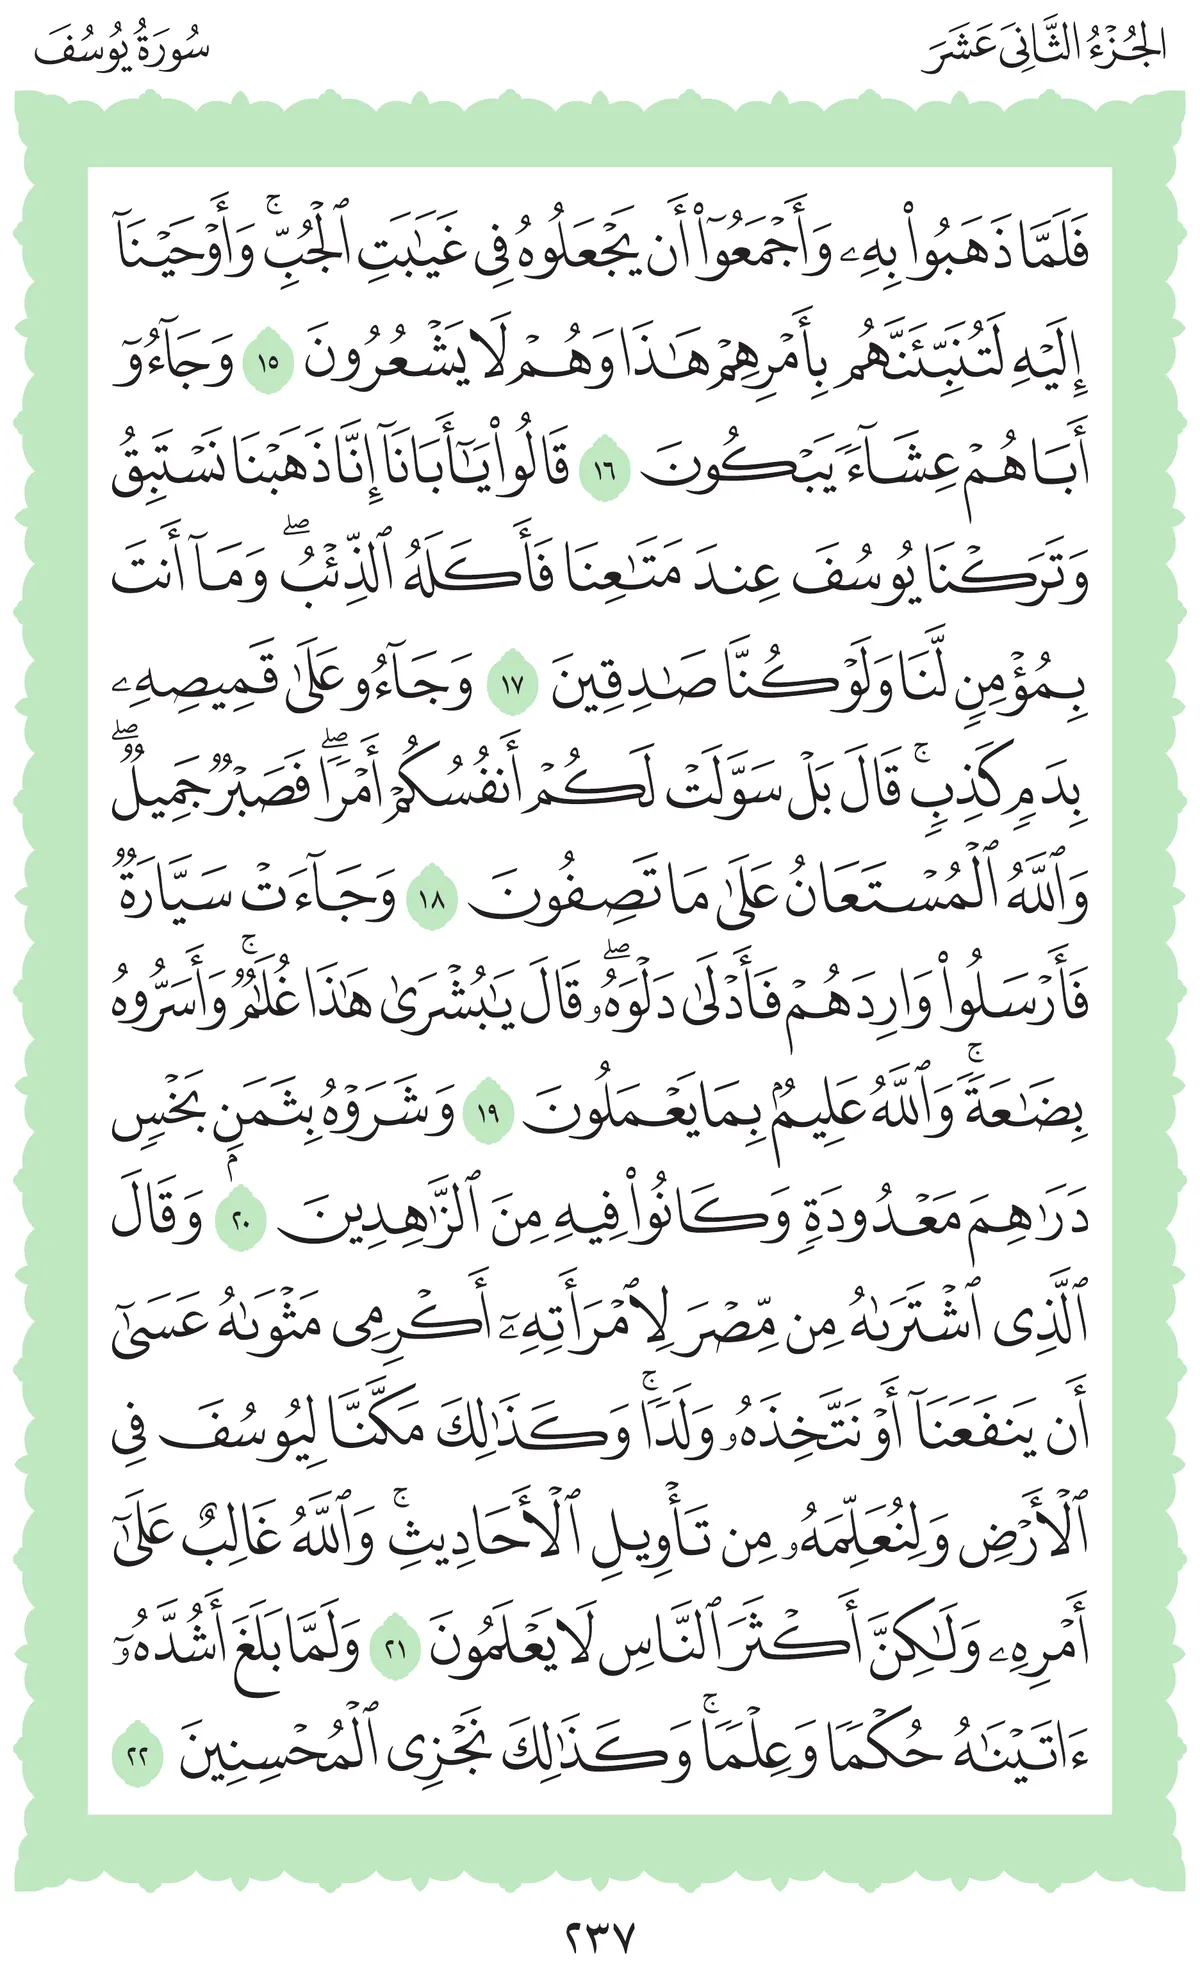 الجُزْءُ الثَّانِيَ عَشَرَ
سُورَةُ يُوسُفَ
فَلَمَّا ذَهَبُوا۟ بِهِۦ وَأَجْمَعُوٓا۟ أَن يَجْعَلُوهُ فِى غَيَـٰبَتِ ٱلْجُبِّ ۚ وَأَوْحَيْنَآ
إِلَيْهِ لَتُنَبِّئَنَّهُم بِأَمْرِهِمْ هَـٰذَا وَهُمْ لَا يَشْعُرُونَ ١٥ وَجَآءُوٓ
أَبَاهُمْ عِشَآءً يَبْكُونَ ١٦ قَالُوا۟ يَـٰٓأَبَانَآ إِنَّا ذَهَبْنَا نَسْتَبِقُ
وَتَرَكْنَا يُوسُفَ عِندَ مَتَـٰعِنَا فَأَكَلَهُ ٱلذِّئْبُ ۖ وَمَآ أَنتَ
بِمُؤْمِنٍ لَّنَا وَلَوْ كُنَّا صَـٰدِقِينَ ١٧ وَجَآءُو عَلَىٰ قَمِيصِهِۦ
بِدَمٍ كَذِبٍ ۚ قَالَ بَلْ سَوَّلَتْ لَكُمْ أَنفُسُكُمْ أَمْرًا ۖ فَصَبْرٌ جَمِيلٌ ۖ
وَٱللَّهُ ٱلْمُسْتَعَانُ عَلَىٰ مَا تَصِفُونَ ١٨ وَجَآءَتْ سَيَّارَةٌ
فَأَرْسَلُوا۟ وَارِدَهُمْ فَأَدْلَىٰ دَلْوَهُۥ ۖ قَالَ يَـٰبُشْرَىٰ هَـٰذَا غُلَـٰمٌ ۚ وَأَسَرُّوهُ
بِضَـٰعَةً ۚ وَٱللَّهُ عَلِيمٌۢ بِمَا يَعْمَلُونَ ١٩ وَشَرَوْهُ بِثَمَنٍۭ بَخْسٍ
دَرَٰهِمَ مَعْدُودَةٍ وَكَانُوا۟ فِيهِ مِنَ ٱلزَّٰهِدِينَ ٢٠ وَقَالَ
ٱلَّذِى ٱشْتَرَىٰهُ مِن مِّصْرَ لِٱمْرَأَتِهِۦٓ أَكْرِمِى مَثْوَىٰهُ عَسَىٰٓ
أَن يَنفَعَنَآ أَوْ نَتَّخِذَهُۥ وَلَدًا ۚ وَكَذَٰلِكَ مَكَّنَّا لِيُوسُفَ فِى
ٱلْأَرْضِ وَلِنُعَلِّمَهُۥ مِن تَأْوِيلِ ٱلْأَحَادِيثِ ۚ وَٱللَّهُ غَالِبٌ عَلَىٰٓ
أَمْرِهِۦ وَلَـٰكِنَّ أَكْثَرَ ٱلنَّاسِ لَا يَعْلَمُونَ ٢١ وَلَمَّا بَلَغَ أَشُدَّهُۥٓ
ءَاتَيْنَـٰهُ حُكْمًا وَعِلْمًا ۚ وَكَذَٰلِكَ نَجْزِى ٱلْمُحْسِنِينَ ٢٢
٢٣٧